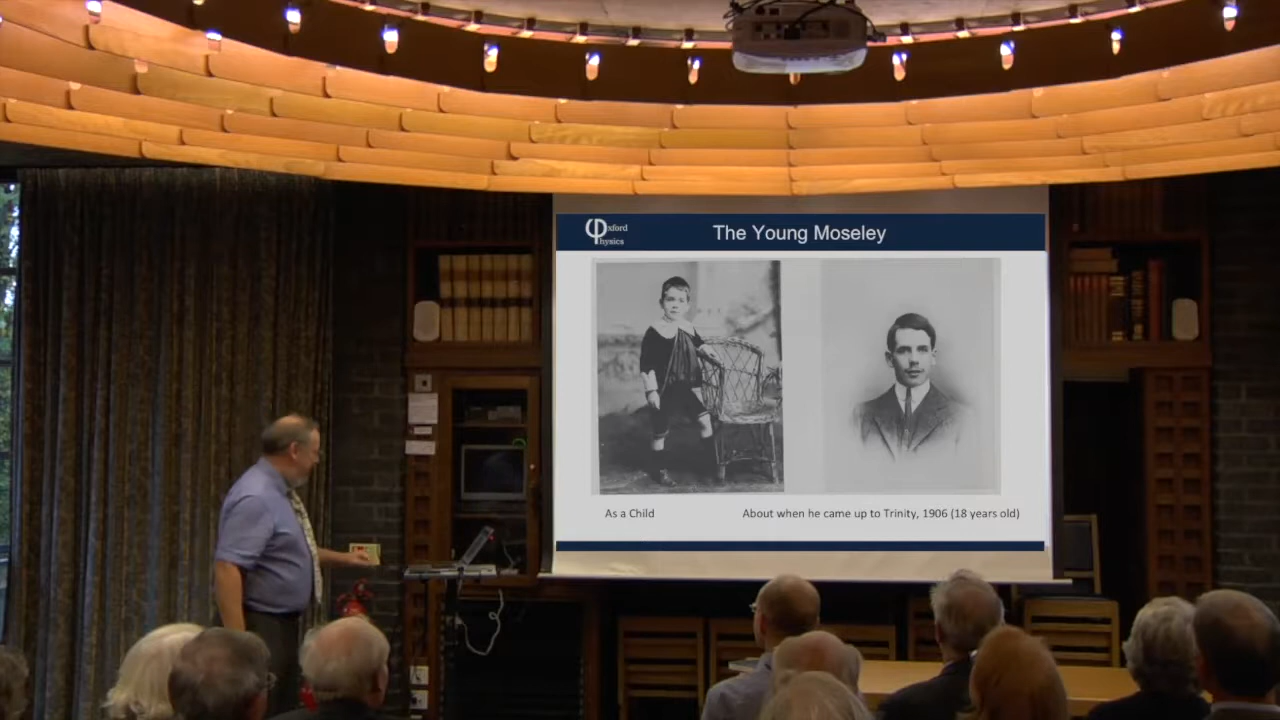 Oxford
Physics
The Young Moseley
As a Child
About when he came up to Trinity, 1906 (18 years old)